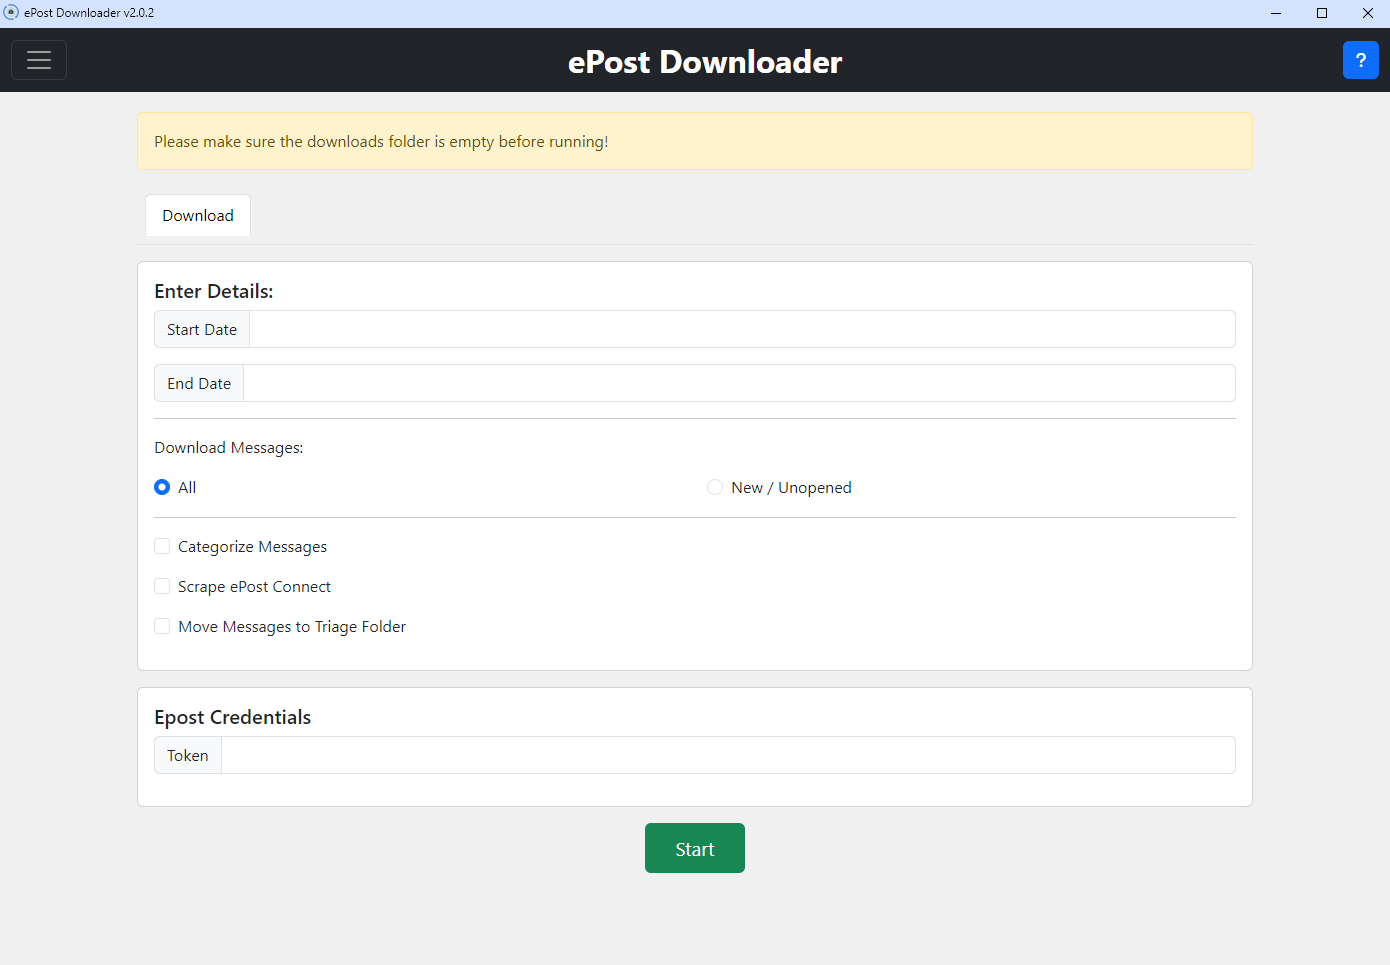 ePost Downloader v2.0.2
ePost Downloader
?
Please make sure the downloads folder is empty before running!
Download
Enter Details:
Start Date
End Date
Download Messages:
All
New / Unopened
Categorize Messages
Scrape ePost Connect
Move Messages to Triage Folder
Epost Credentials
Token
Start